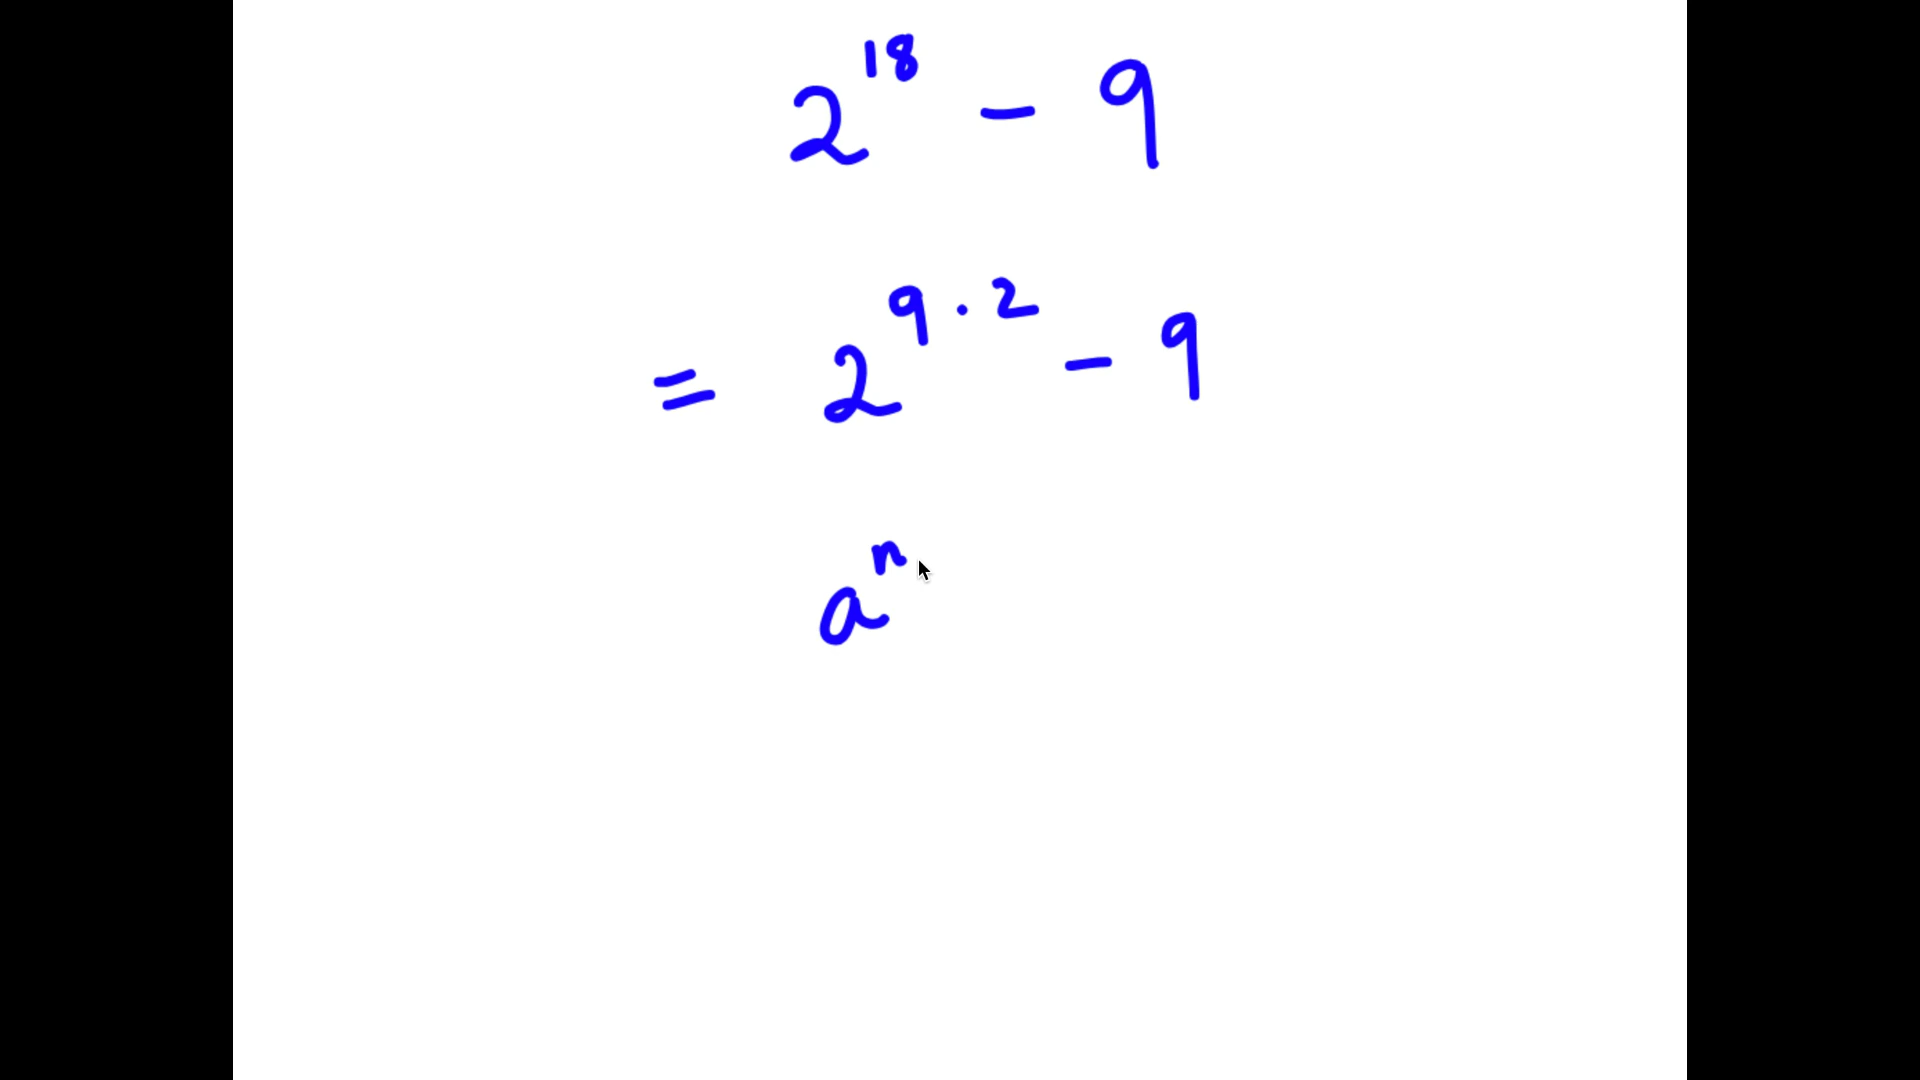 2^18 - 9
= 2^9·2 - 9
a^n